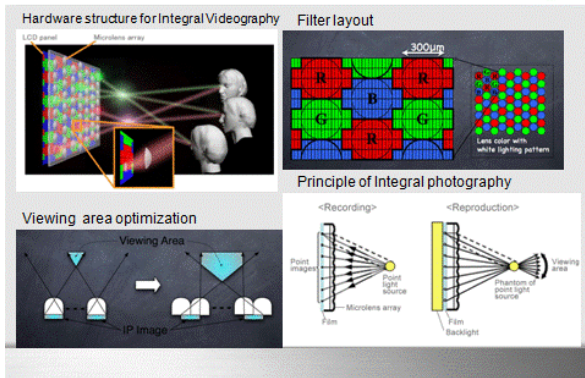 Hardware structure for Integral Videography
LCD panel
Microlens array
Filter layout
300μm
R
R
B
G
G
R
Lens color with
white lighting pattern
Viewing area optimization
Viewing Area
IP Image
Principle of Integral photography
<Recording>
<Reproduction>
Point
images
Point
light
source
Microlens array
Film
Viewing
area
Phantom of
point light
source
Film
Backlight